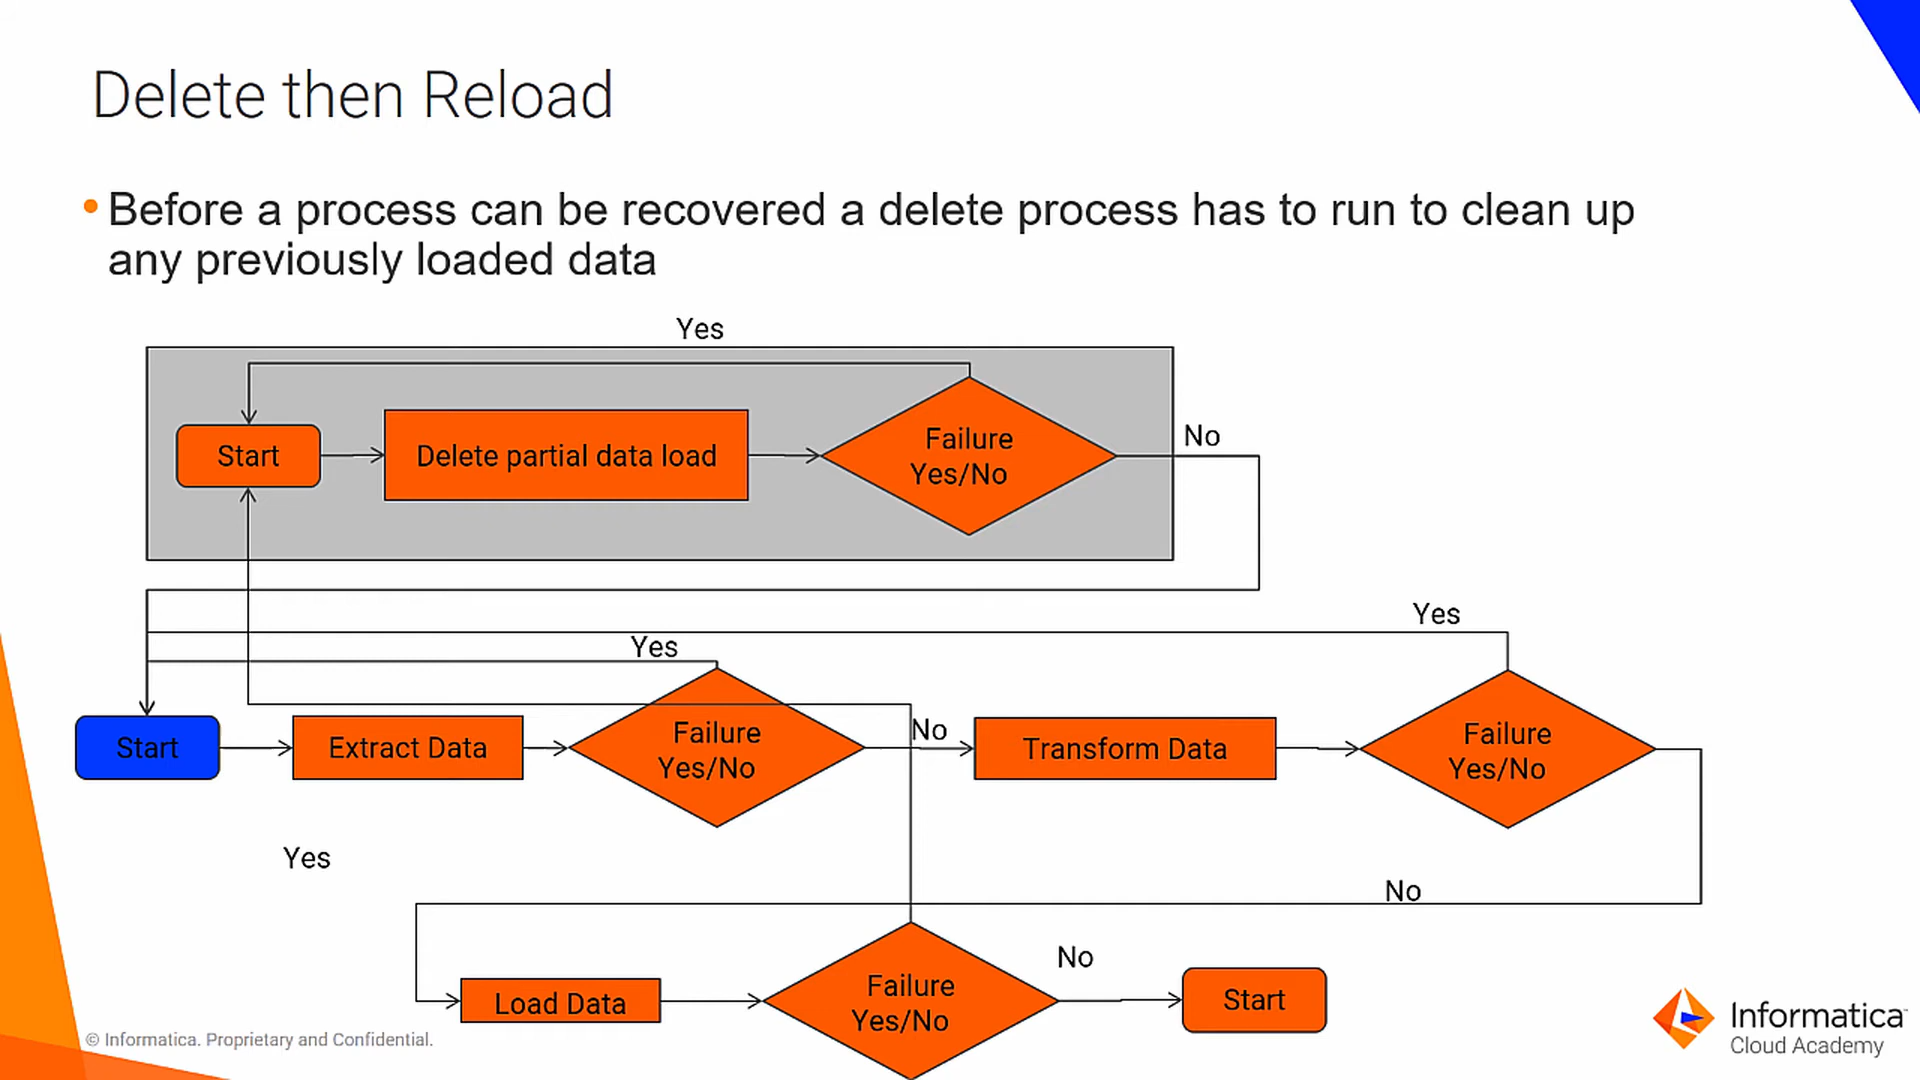 Delete then Reload
• Before a process can be recovered a delete process has to run to clean up
any previously loaded data
Yes
Start
Delete partial data load
Failure
Yes/No
No
Yes
Yes
Start
Extract Data
Failure
Yes/No
No
Transform Data
Failure
Yes/No
Yes
No
Load Data
Failure
Yes/No
No
Start
© Informatica. Proprietary and Confidential.
Informatica
Cloud Academy